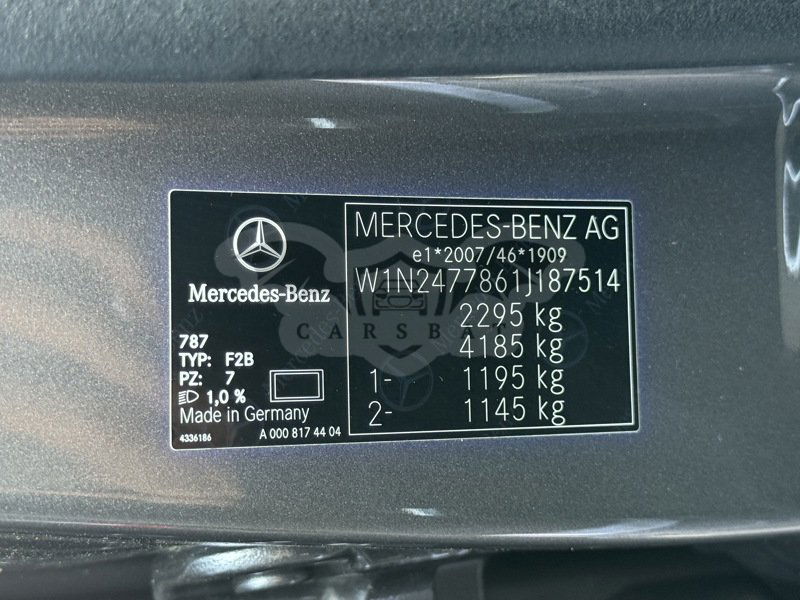 Mercedes-Benz
787
TYP: F2B
PZ: 7
1,0 %
Made in Germany
4336186
A 000 817 44 04
MERCEDES-BENZ AG
e1*2007/46*1909
W1N2477861J187514
2295 kg
4185 kg
1- 1195 kg
2- 1145 kg
CARSBAT